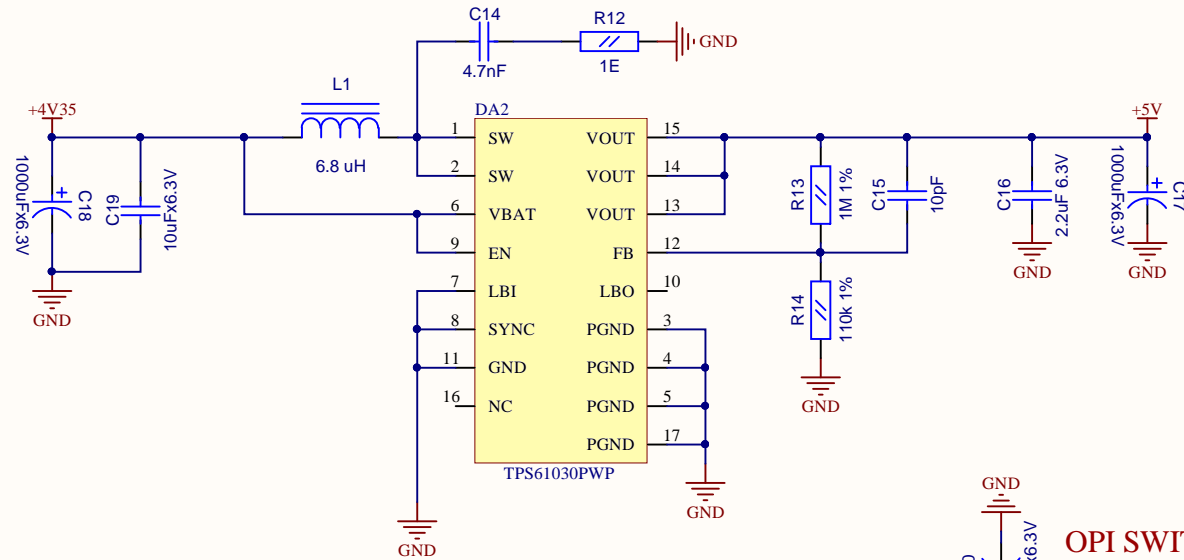 C14
R12
GND
4.7nF
1E
+4V35
L1
DA2
+5V
6.8 uH
1 SW VOUT 15
2 SW VOUT 14
6 VBAT VOUT 13
9 EN FB 12
7 LBI LBO 10
8 SYNC PGND 3
11 GND PGND 4
16 NC PGND 5
PGND 17
TPS61030PWP
C18
1000uFx6.3V
C19
10uFx6.3V
GND
R13
1M 1%
C15
10pF
C16
2.2uF 6.3V
C17
1000uFx6.3V
GND
GND
R14
110k 1%
GND
GND
GND
GND
x6.3V
OPI SWIT